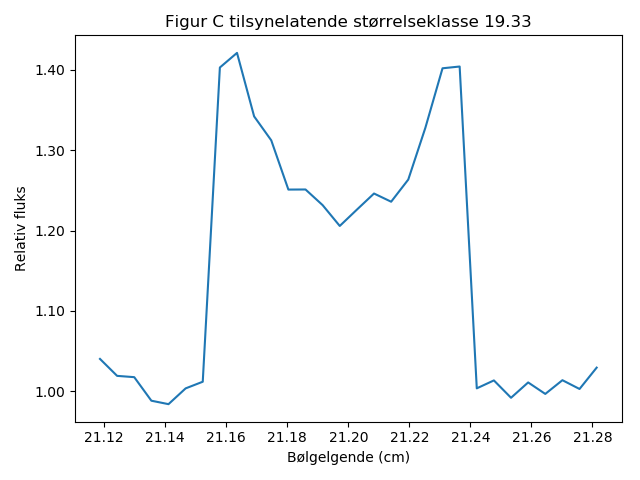 Figur C tilsynelatende størrelseklasse 19.33
Relativ fluks
1.40
1.30
1.20
1.10
1.00
21.12 21.14 21.16 21.18 21.20 21.22 21.24 21.26 21.28
Bølgelgende (cm)